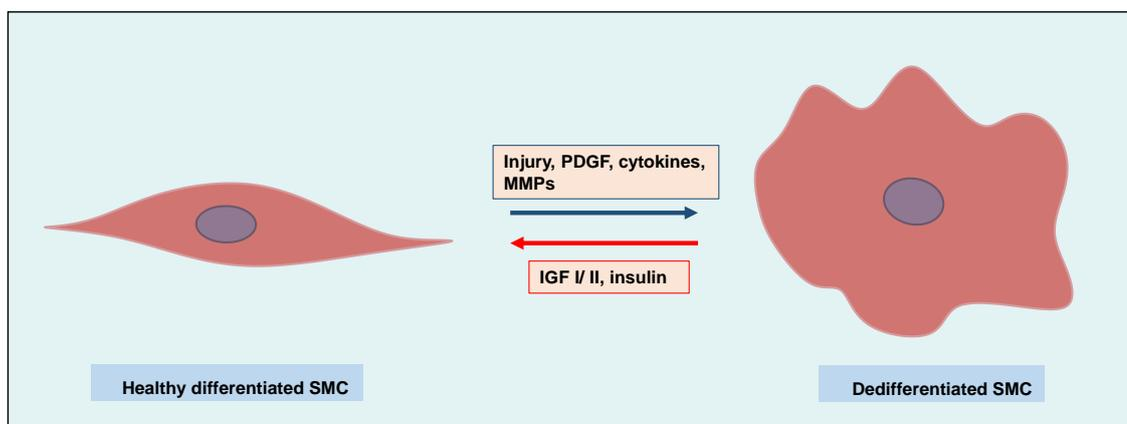 Injury, PDGF, cytokines,
MMPs
IGF I/ II, insulin
Healthy differentiated SMC
Dedifferentiated SMC